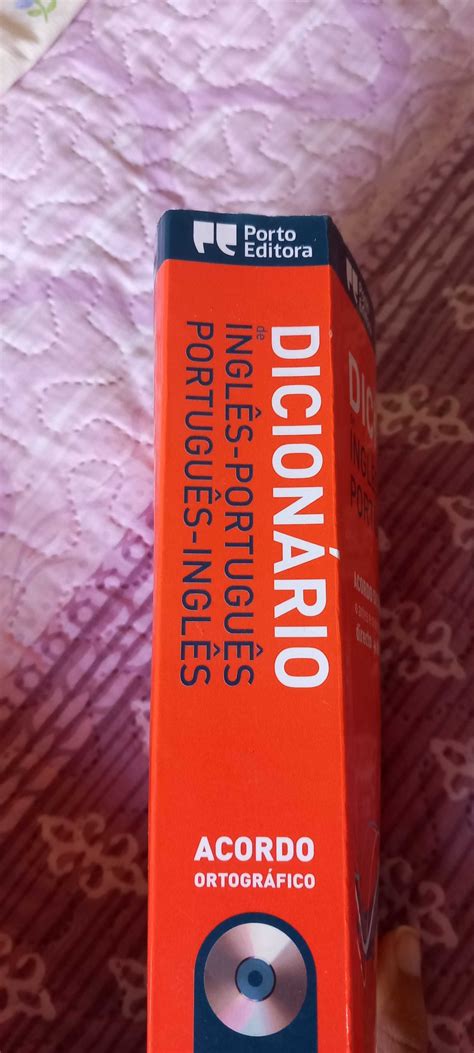 Porto
Editora
DICIONÁRIO
de
INGLÊS-PORTUGUÊS
PORTUGUÊS-INGLÊS
ACORDO
ORTOGRÁFICO